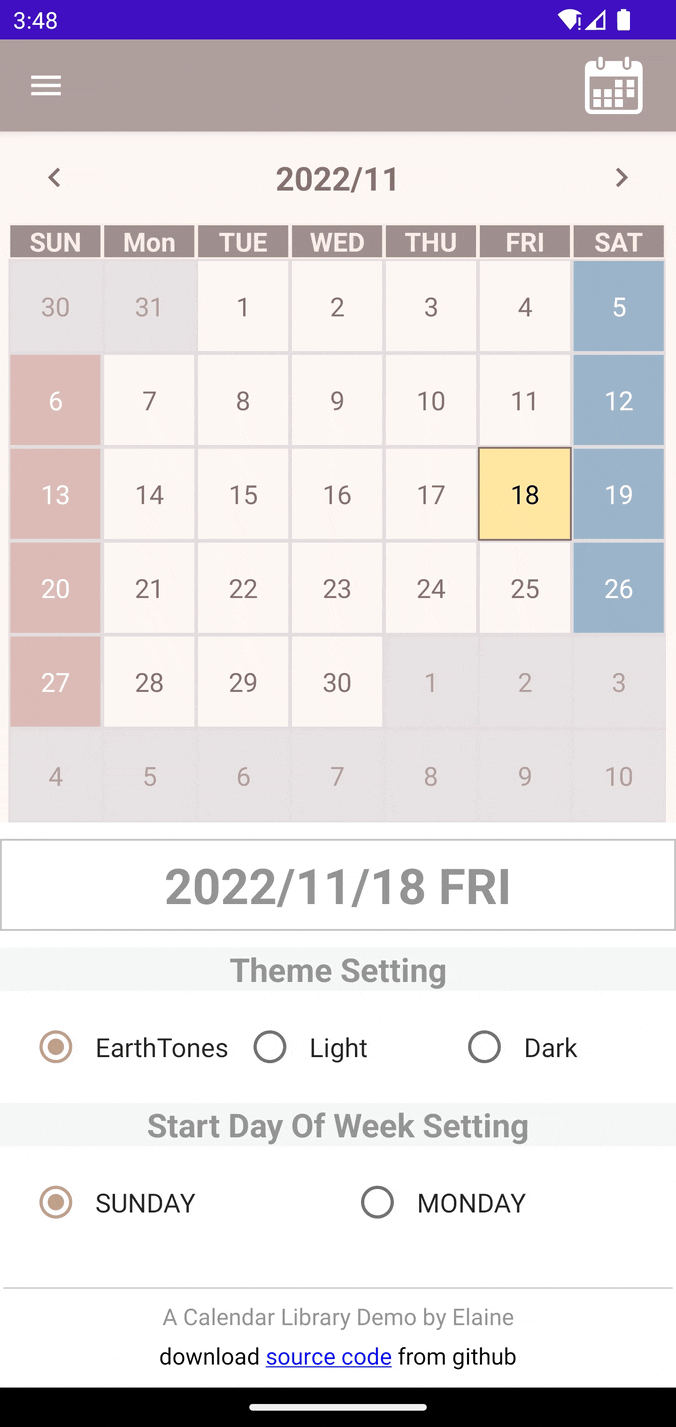 3:48
2022/11
SUN Mon TUE WED THU FRI SAT
30 31 1 2 3 4 5
6 7 8 9 10 11 12
13 14 15 16 17 18 19
20 21 22 23 24 25 26
27 28 29 30 1 2 3
4 5 6 7 8 9 10
2022/11/18 FRI
Theme Setting
EarthTones Light Dark
Start Day Of Week Setting
SUNDAY MONDAY
A Calendar Library Demo by Elaine
download source code from github